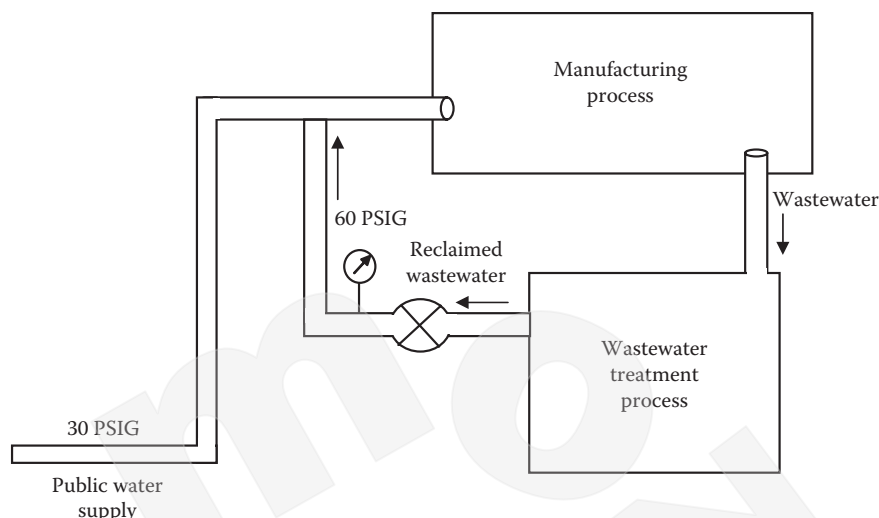 Manufacturing
process
Wastewater
60 PSIG
Reclaimed
wastewater
Wastewater
treatment
process
30 PSIG
Public water
supply